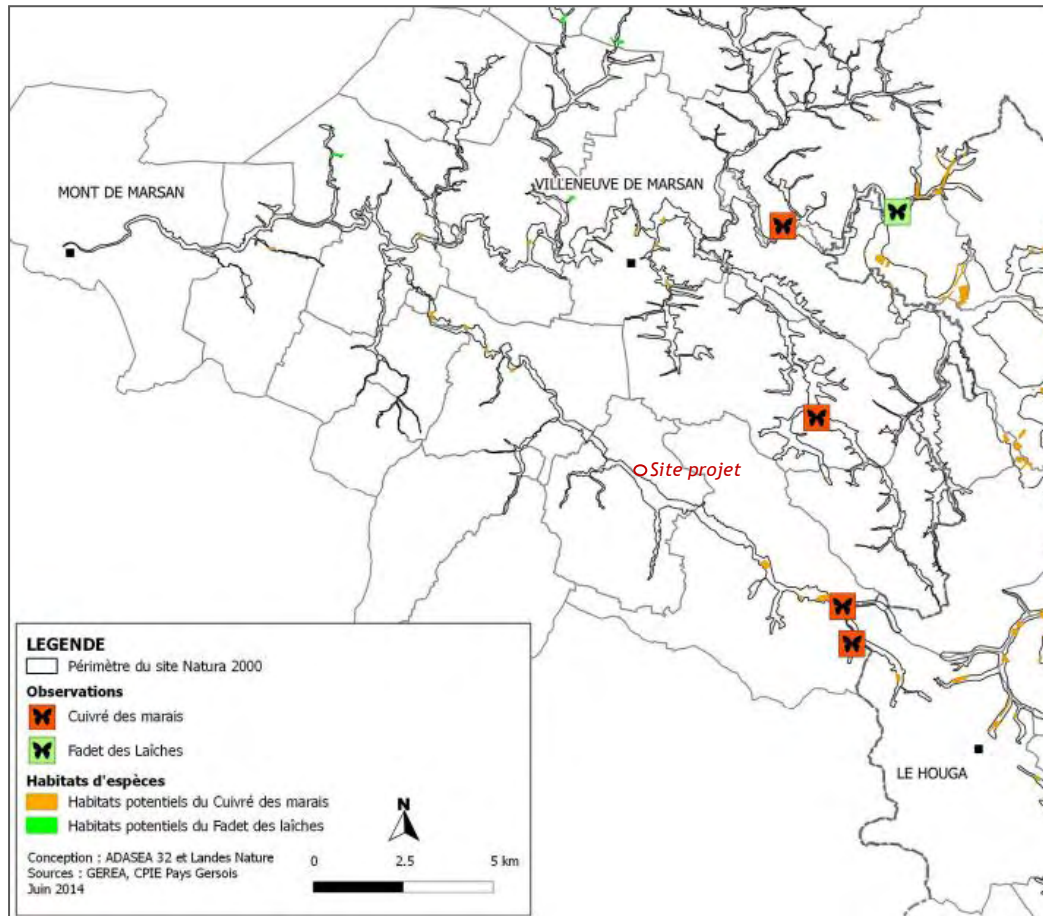 MONT DE MARSAN
VILLENEUVE DE MARSAN
Site projet
LE HOUGA
LEGENDE
Périmètre du site Natura 2000
Observations
Cuivré des marais
Fadet des Laîches
Habitats d'espèces
Habitats potentiels du Cuivré des marais
Habitats potentiels du Fadet des laîches
N
Conception : ADASEA 32 et Landes Nature
Sources : GEREA, CPIE Pays Gersois
Juin 2014
0 2.5 5 km